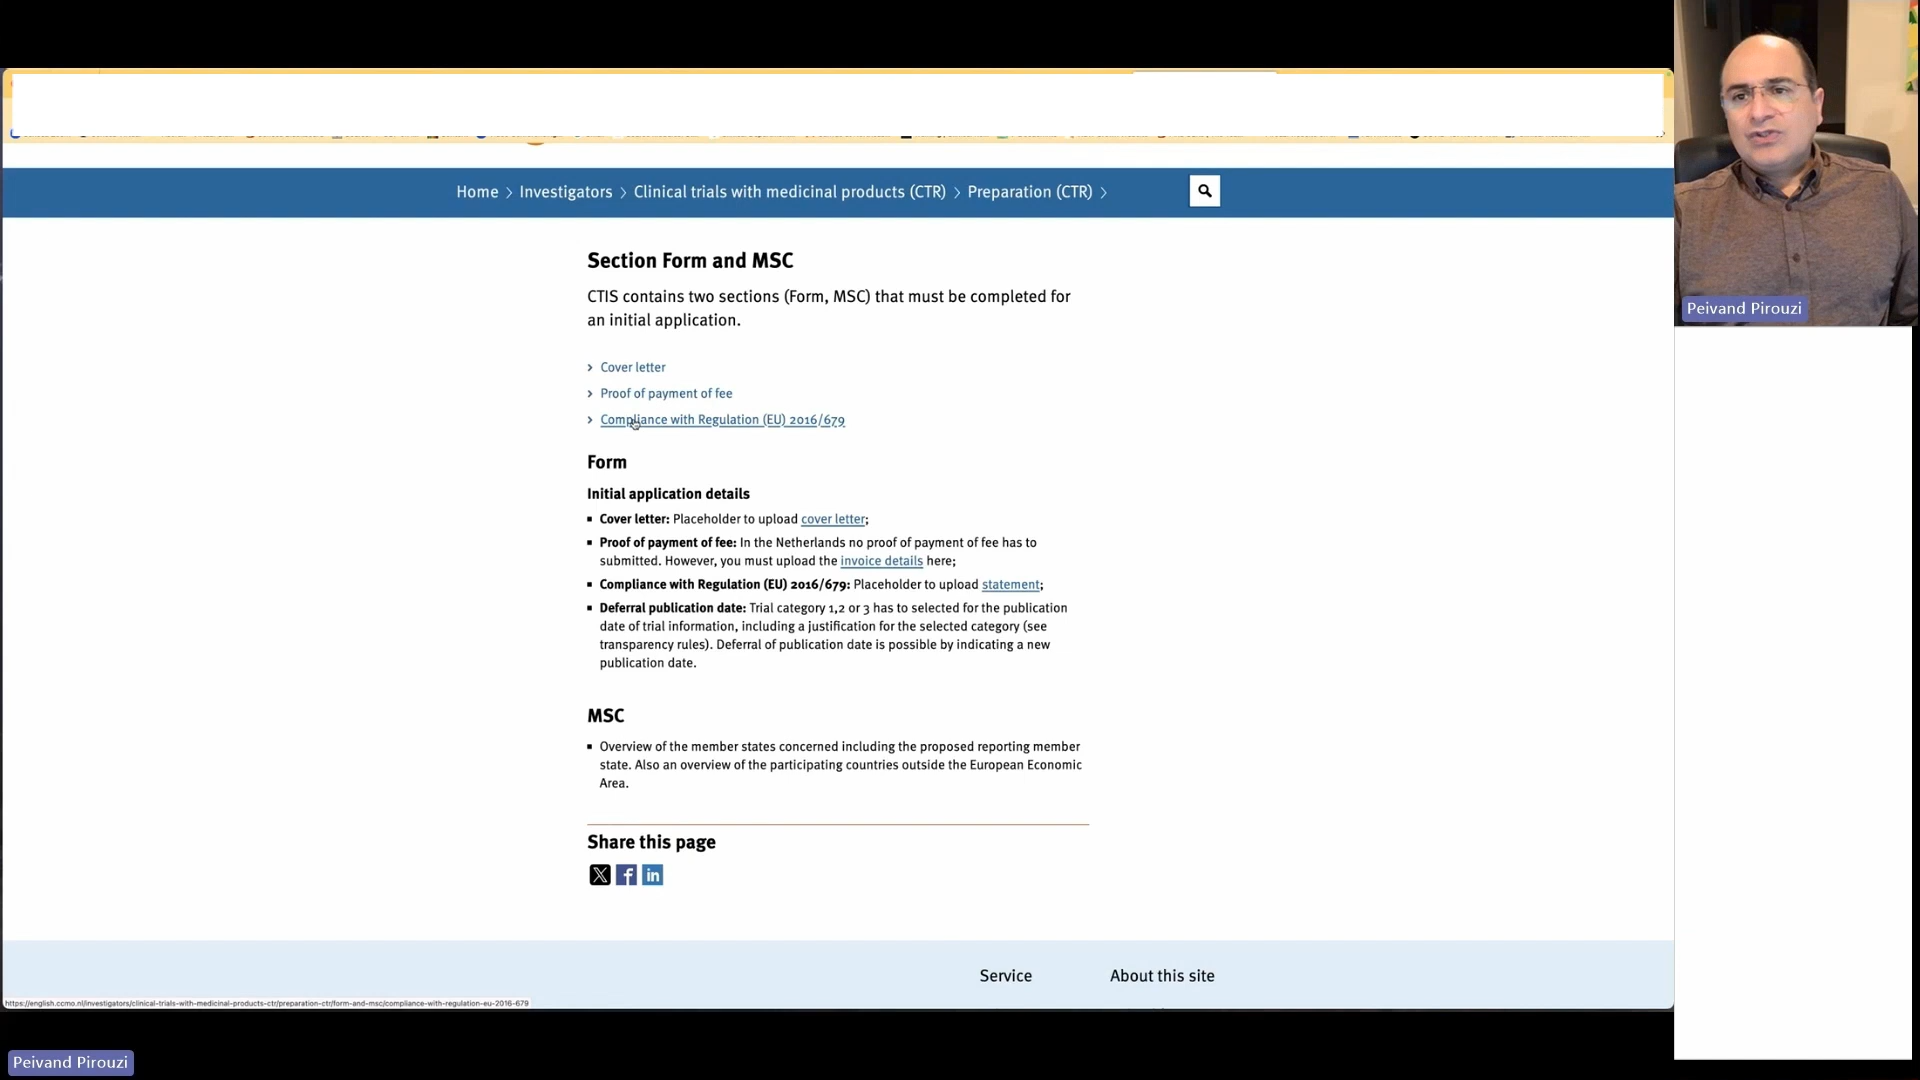 Home > Investigators > Clinical trials with medicinal products (CTR) > Preparation (CTR) >
Section Form and MSC
CTIS contains two sections (Form, MSC) that must be completed for
an initial application.
Cover letter
Proof of payment of fee
Compliance with Regulation (EU) 2016/679
Form
Initial application details
Cover letter: Placeholder to upload cover letter;
Proof of payment of fee: In the Netherlands no proof of payment of fee has to
submitted. However, you must upload the invoice details here;
Compliance with Regulation (EU) 2016/679: Placeholder to upload statement;
Deferral publication date: Trial category 1,2 or 3 has to selected for the publication
date of trial information, including a justification for the selected category (see
transparency rules). Deferral of publication date is possible by indicating a new
publication date.
MSC
Overview of the member states concerned including the proposed reporting member
state. Also an overview of the participating countries outside the European Economic
Area.
Share this page
Service
About this site
https://english.ccmo.nl/investigators/clinical-trials-with-medicinal-products-ctr/preparation-ctr/form-and-msc/compliance-with-regulation-eu-2016-679
Peivand Pirouzi
Peivand Pirouzi